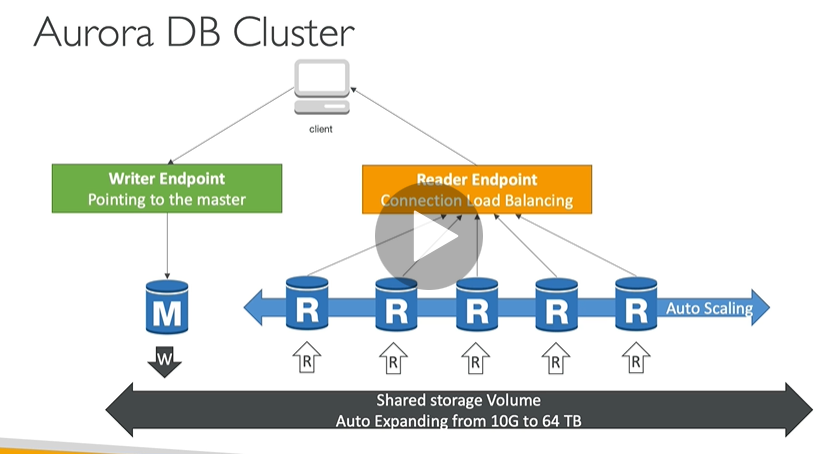 Aurora DB Cluster
client
Writer Endpoint
Pointing to the master
Reader Endpoint
Connection Load Balancing
M
R
R
R
R
R
Auto Scaling
W
R
R
R
R
R
Shared storage Volume
Auto Expanding from 10G to 64 TB